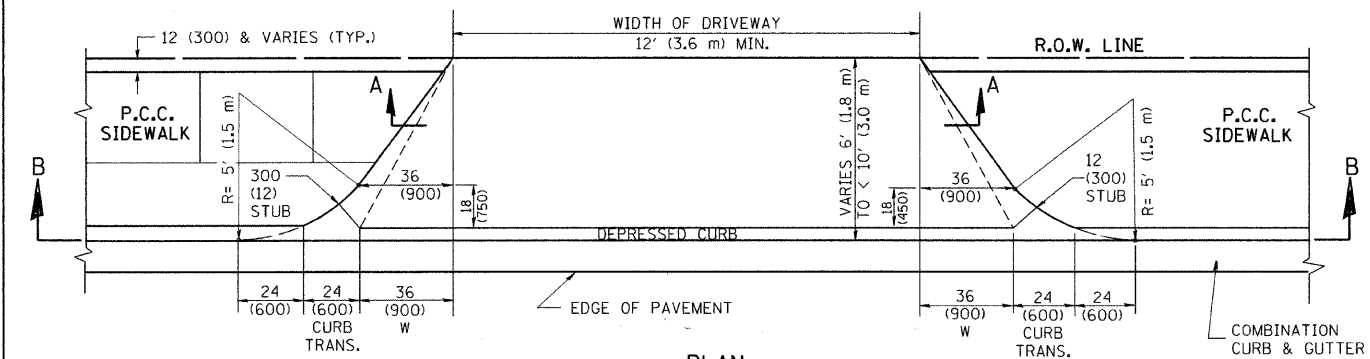 WIDTH OF DRIVEWAY
12' (3.6 m) MIN.
12 (300) & VARIES (TYP.)
R.O.W. LINE
A
A
P.C.C.
SIDEWALK
P.C.C.
SIDEWALK
B
B
R= 5' (1.5 m)
300
(12)
STUB
36
(900)
18
(750)
VARIES 6' (1.8 m)
TO < 10' (3.0 m)
18
(450)
36
(900)
12
(300)
STUB
R= 5' (1.5 m)
DEPRESSED CURB
24
(600)
24
(600)
CURB
TRANS.
36
(900)
W
EDGE OF PAVEMENT
36
(900)
W
24
(600)
CURB
TRANS.
24
(600)
COMBINATION
CURB & GUTTER
PLAN